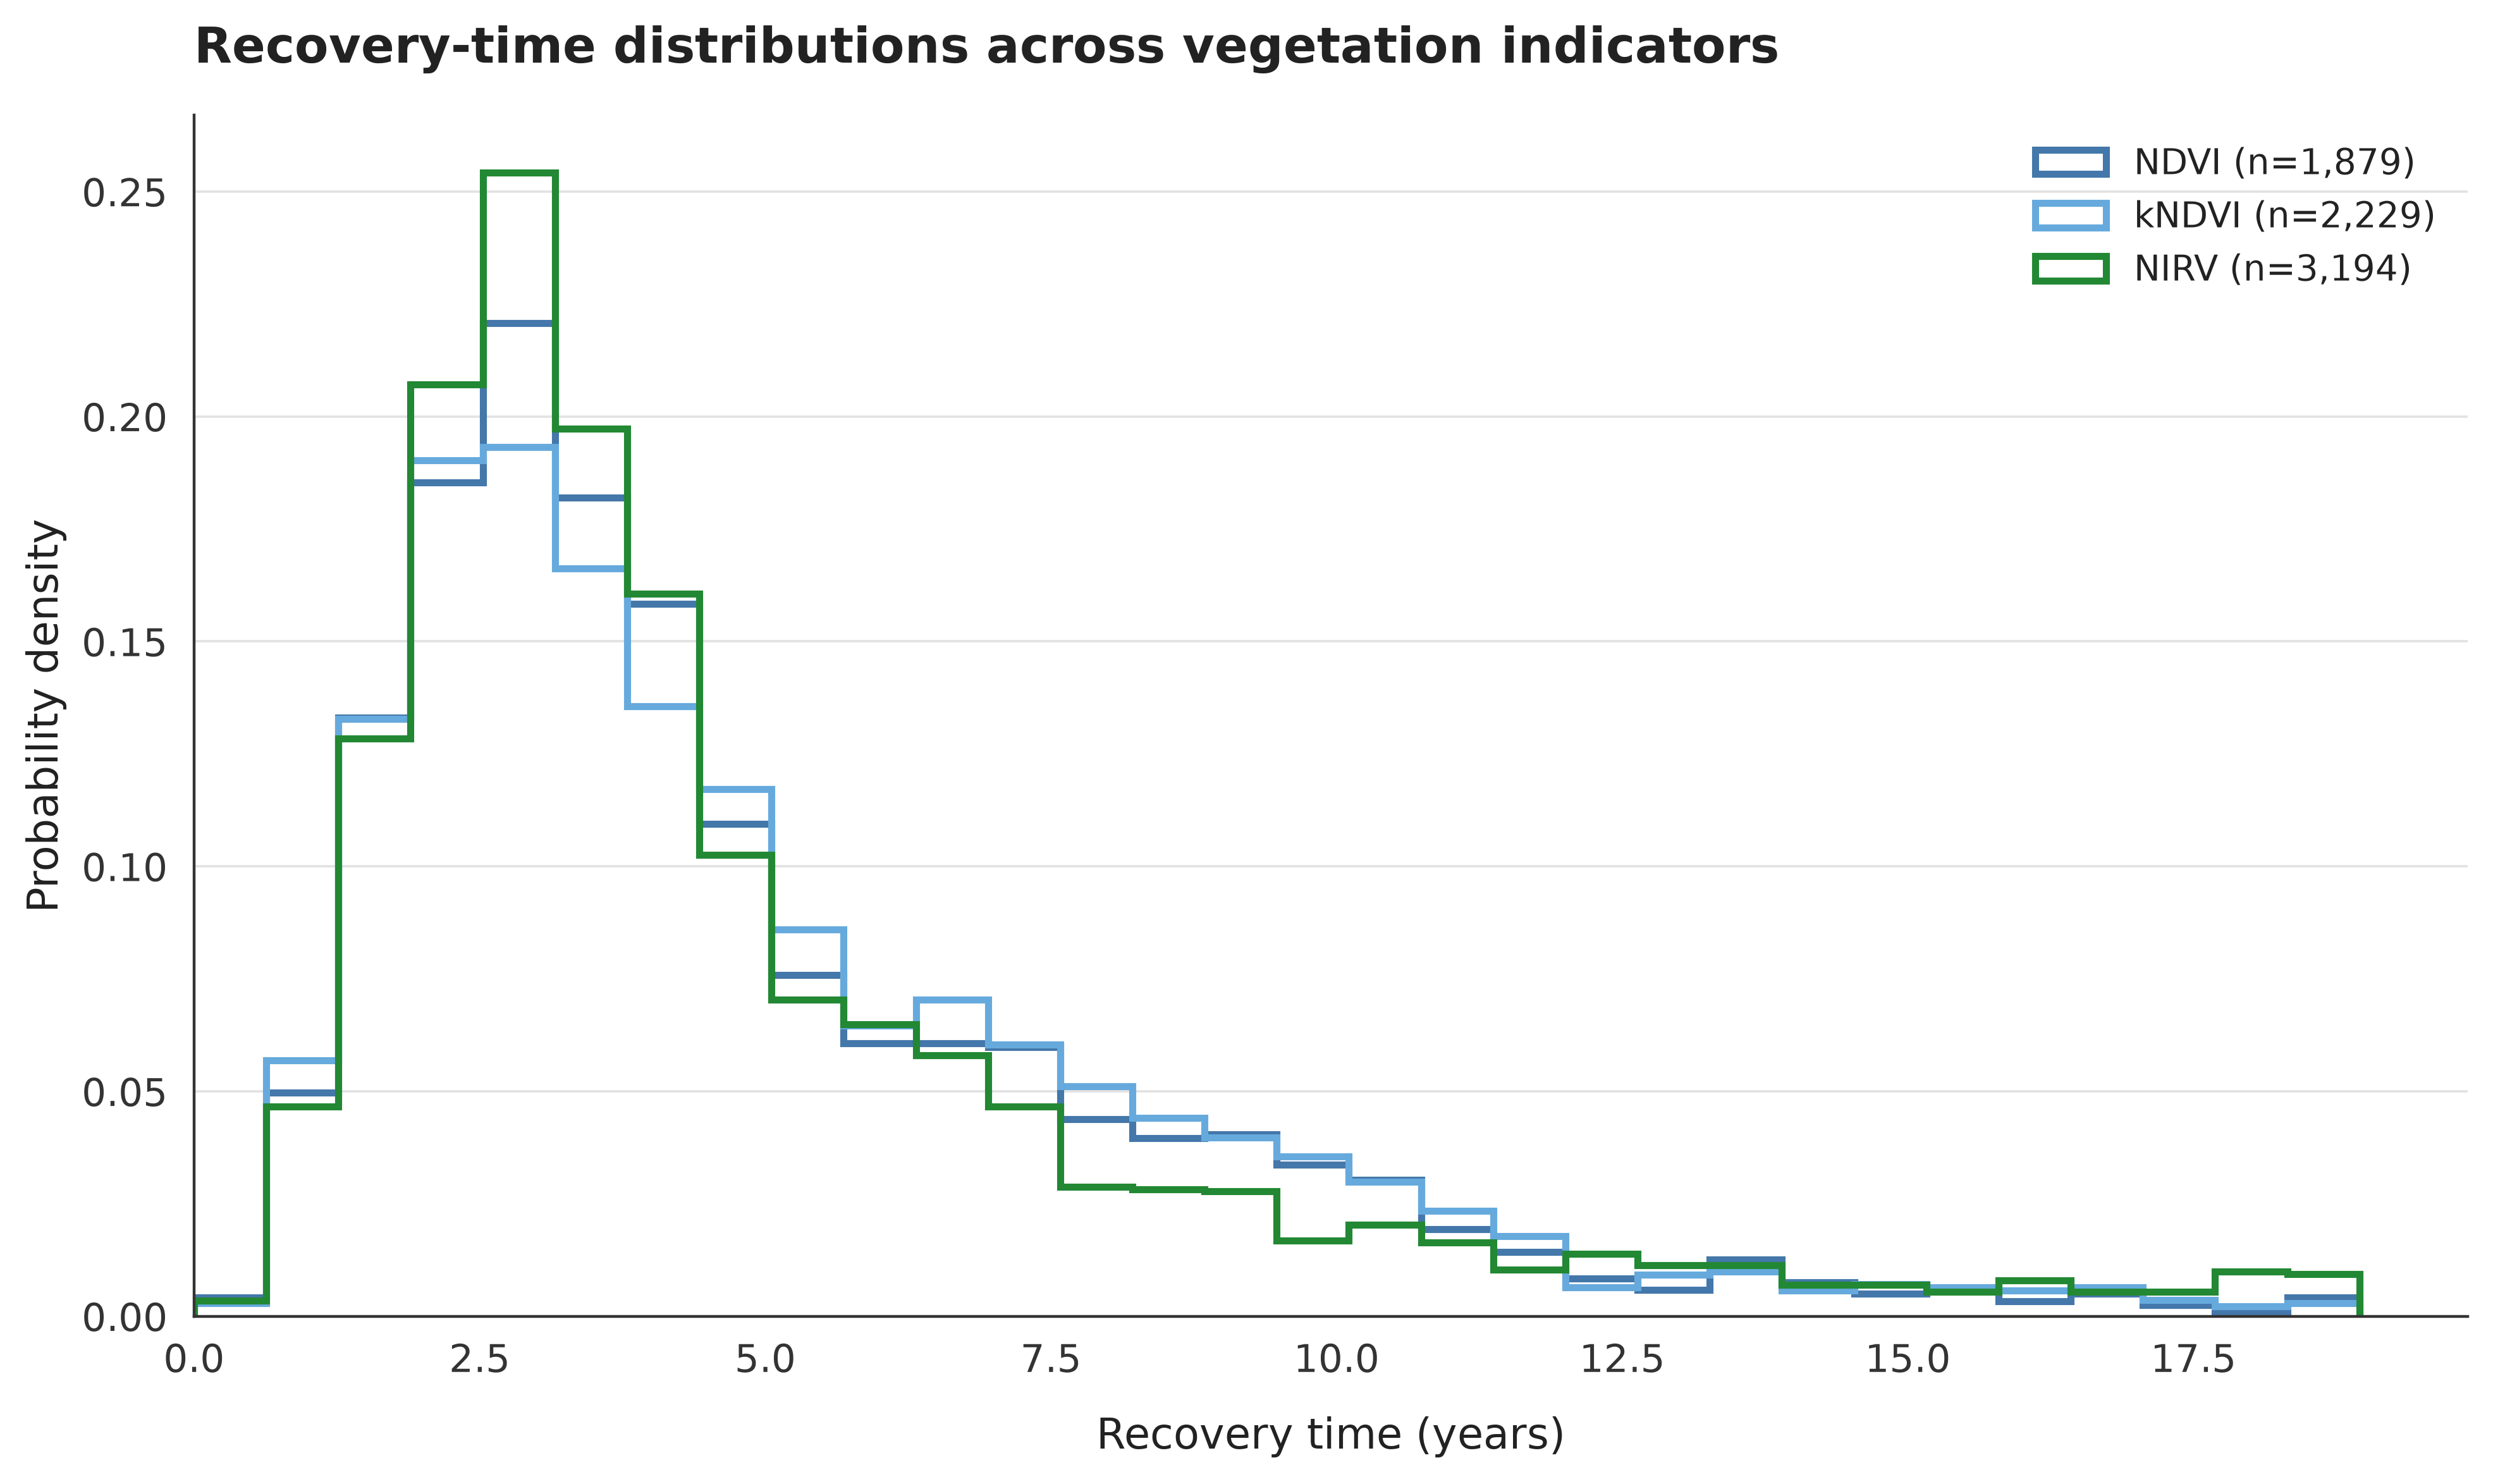 Recovery-time distributions across vegetation indicators
NDVI (n=1,879)
kNDVI (n=2,229)
NIRV (n=3,194)
Probability density
0.25
0.20
0.15
0.10
0.05
0.00
0.0 2.5 5.0 7.5 10.0 12.5 15.0 17.5
Recovery time (years)